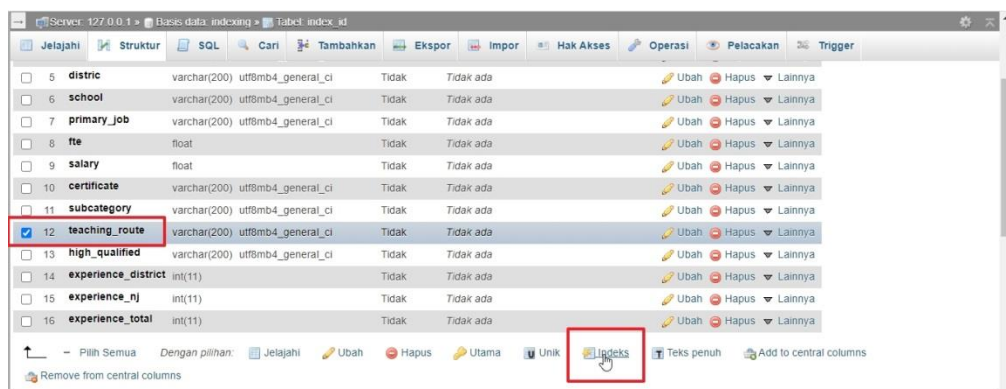 Server: 127.0.0.1 » Basis data: indexing » Tabel: index_id
Jelajahi Struktur SQL Cari Tambahkan Ekspor Impor Hak Akses Operasi Pelacakan Trigger
5 distric varchar(200) utf8mb4_general_ci Tidak Tidak ada Ubah Hapus Lainnya
6 school varchar(200) utf8mb4_general_ci Tidak Tidak ada Ubah Hapus Lainnya
7 primary_job varchar(200) utf8mb4_general_ci Tidak Tidak ada Ubah Hapus Lainnya
8 fte float Tidak Tidak ada Ubah Hapus Lainnya
9 salary float Tidak Tidak ada Ubah Hapus Lainnya
10 certificate varchar(200) utf8mb4_general_ci Tidak Tidak ada Ubah Hapus Lainnya
11 subcategory varchar(200) utf8mb4_general_ci Tidak Tidak ada Ubah Hapus Lainnya
12 teaching_route varchar(200) utf8mb4_general_ci Tidak Tidak ada Ubah Hapus Lainnya
13 high_qualified varchar(200) utf8mb4_general_ci Tidak Tidak ada Ubah Hapus Lainnya
14 experience_district int(11) Tidak Tidak ada Ubah Hapus Lainnya
15 experience_nj int(11) Tidak Tidak ada Ubah Hapus Lainnya
16 experience_total int(11) Tidak Tidak ada Ubah Hapus Lainnya
Pilih Semua Dengan pilihan: Jelajahi Ubah Hapus Utama Unik Indeks Teks penuh Add to central columns
Remove from central columns